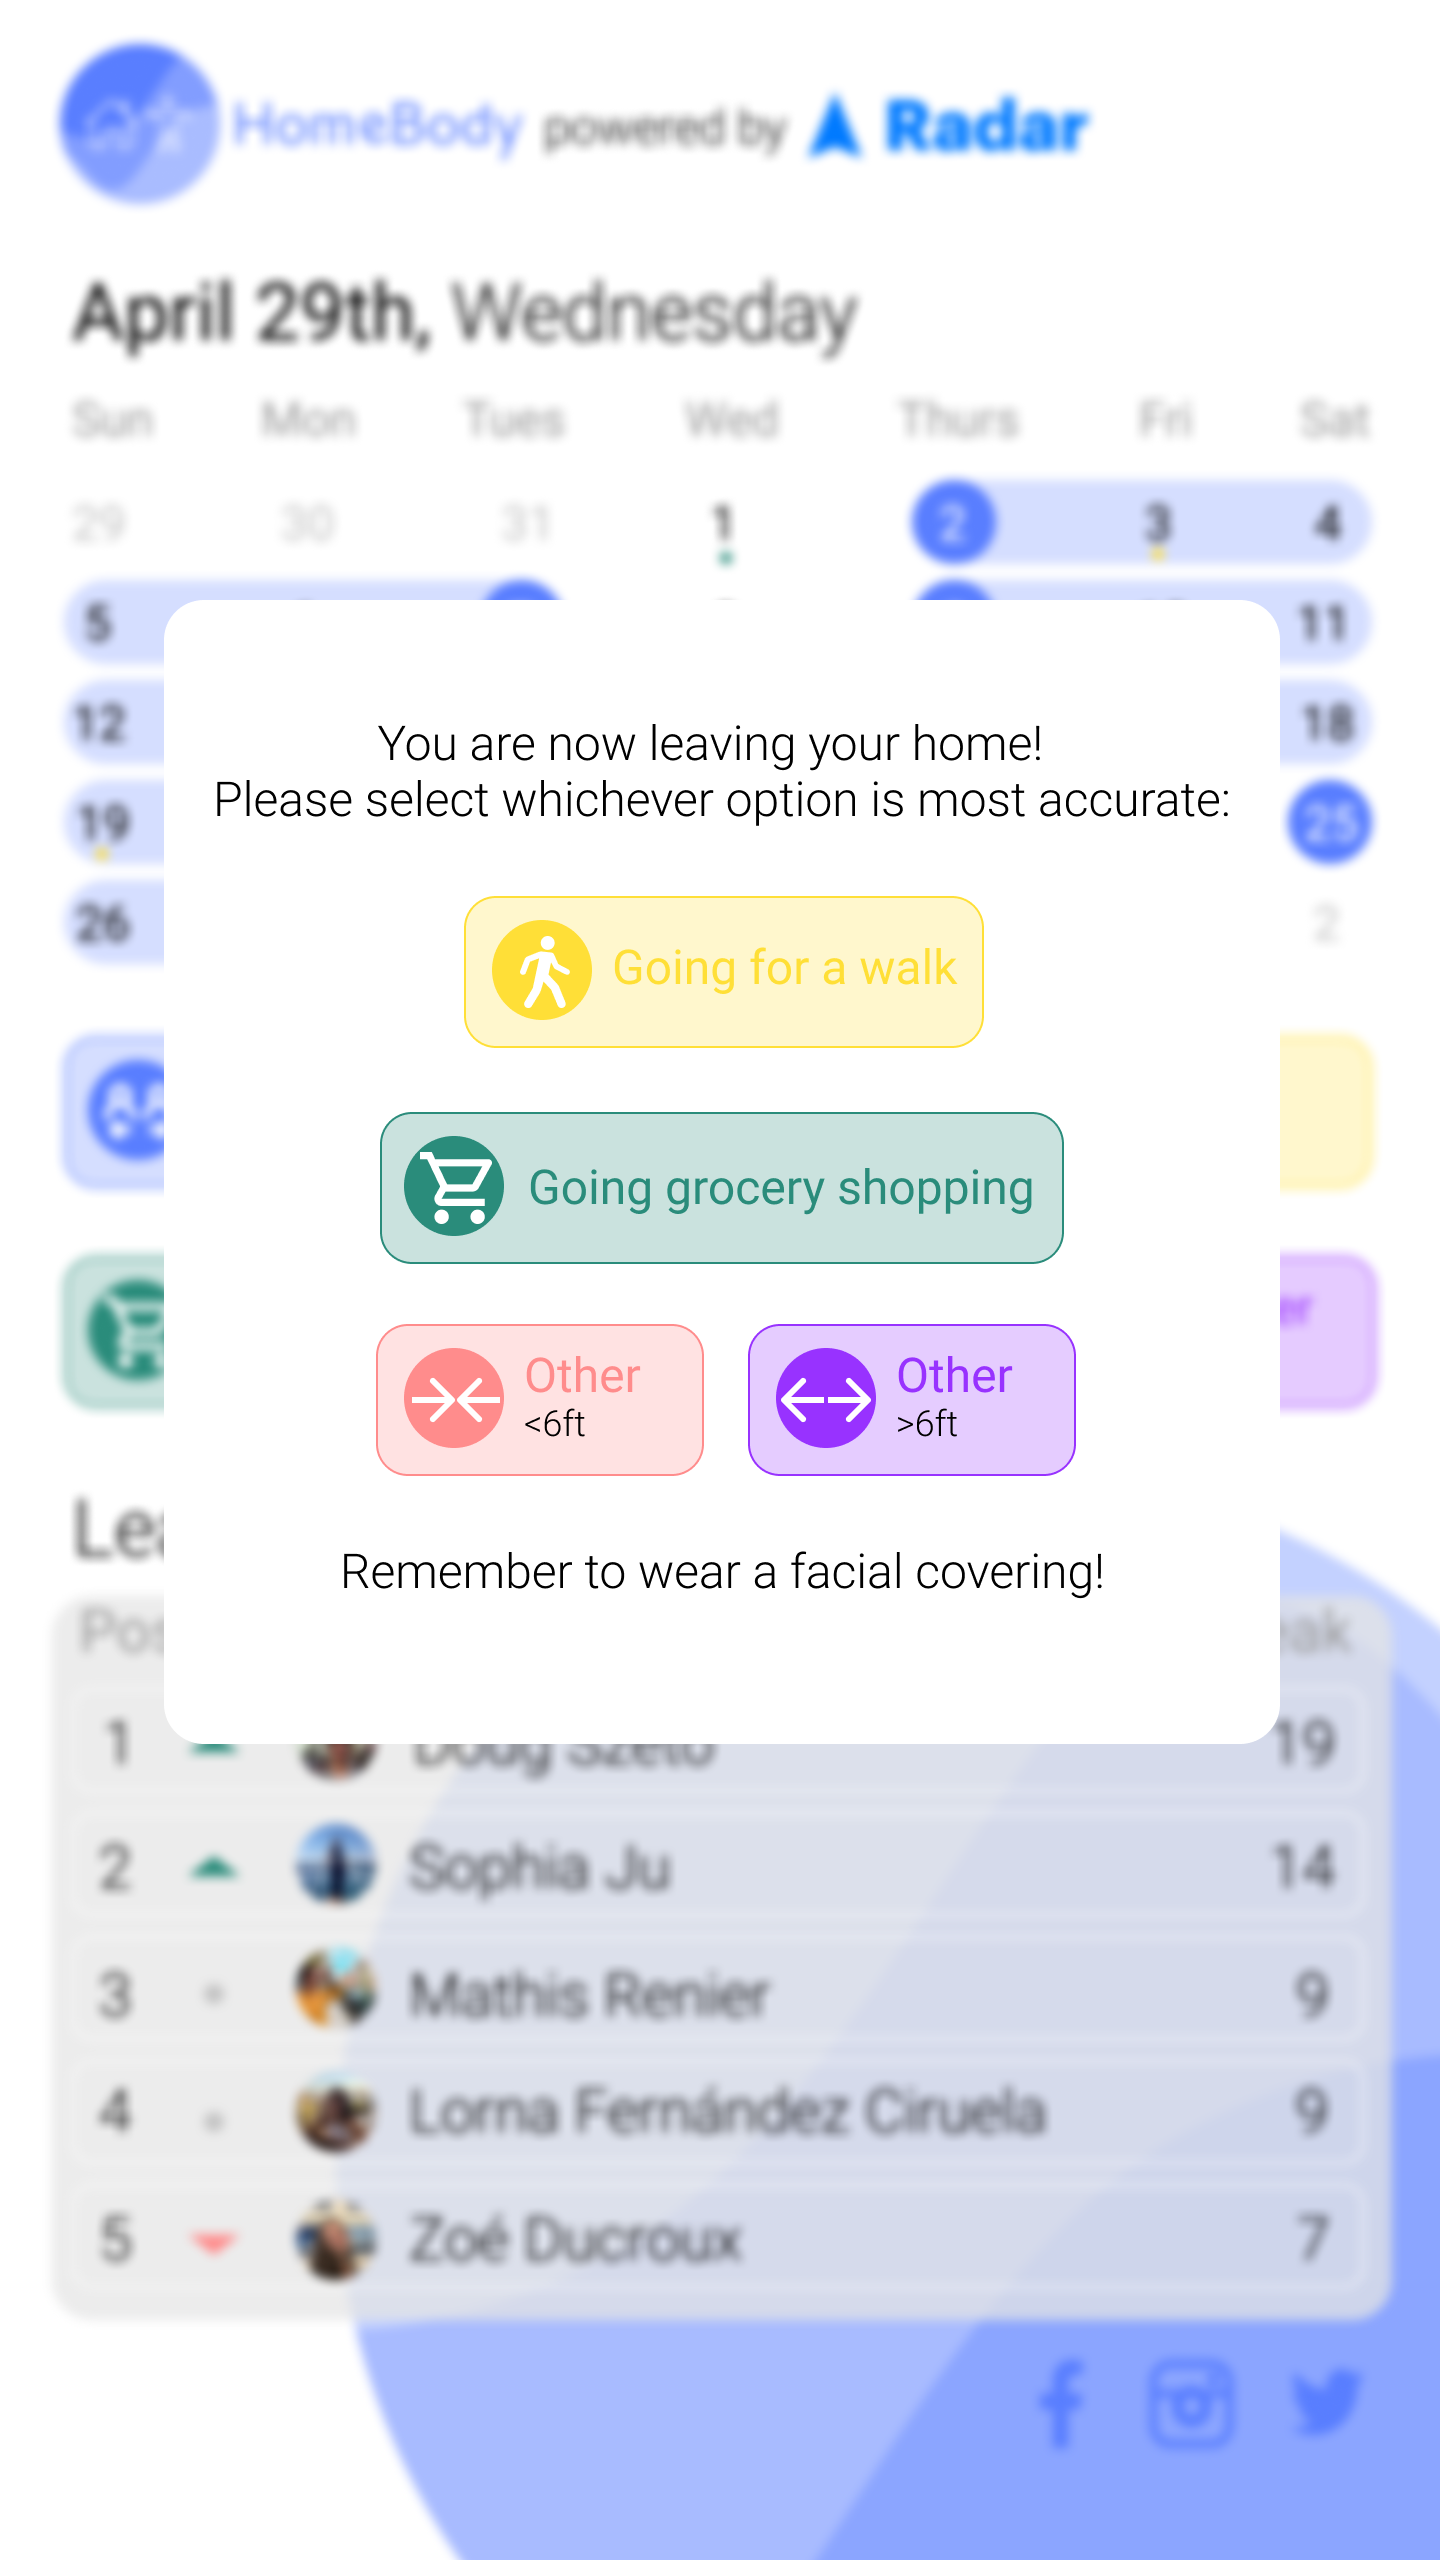 HomeBody powered by Radar
April 29th, Wednesday
Sun Mon Tues Wed Thurs Fri Sat
29 30 31 1 2 3 4
5 11
12 18
19 25
26 2
You are now leaving your home!
Please select whichever option is most accurate:
Going for a walk
Going grocery shopping
Other
<6ft
Other
>6ft
Remember to wear a facial covering!
1 Doug Szeto 19
2 Sophia Ju 14
3 Mathis Renier 9
4 Lorna Fernández Ciruela 9
5 Zoé Ducroux 7